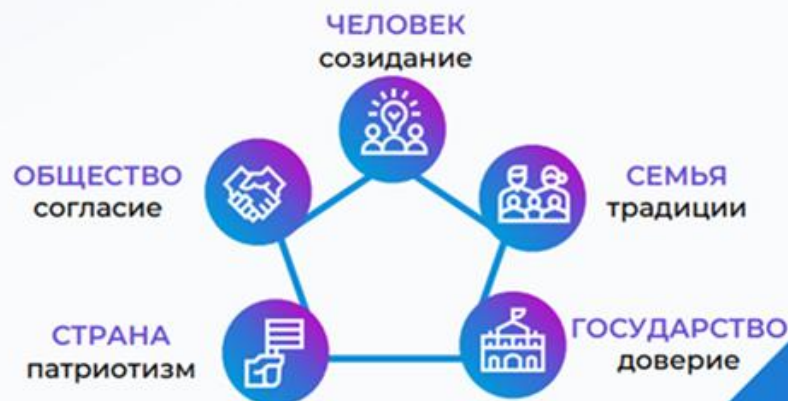 ЧЕЛОВЕК
созидание
ОБЩЕСТВО
согласие
СЕМЬЯ
традиции
СТРАНА
патриотизм
ГОСУДАРСТВО
доверие